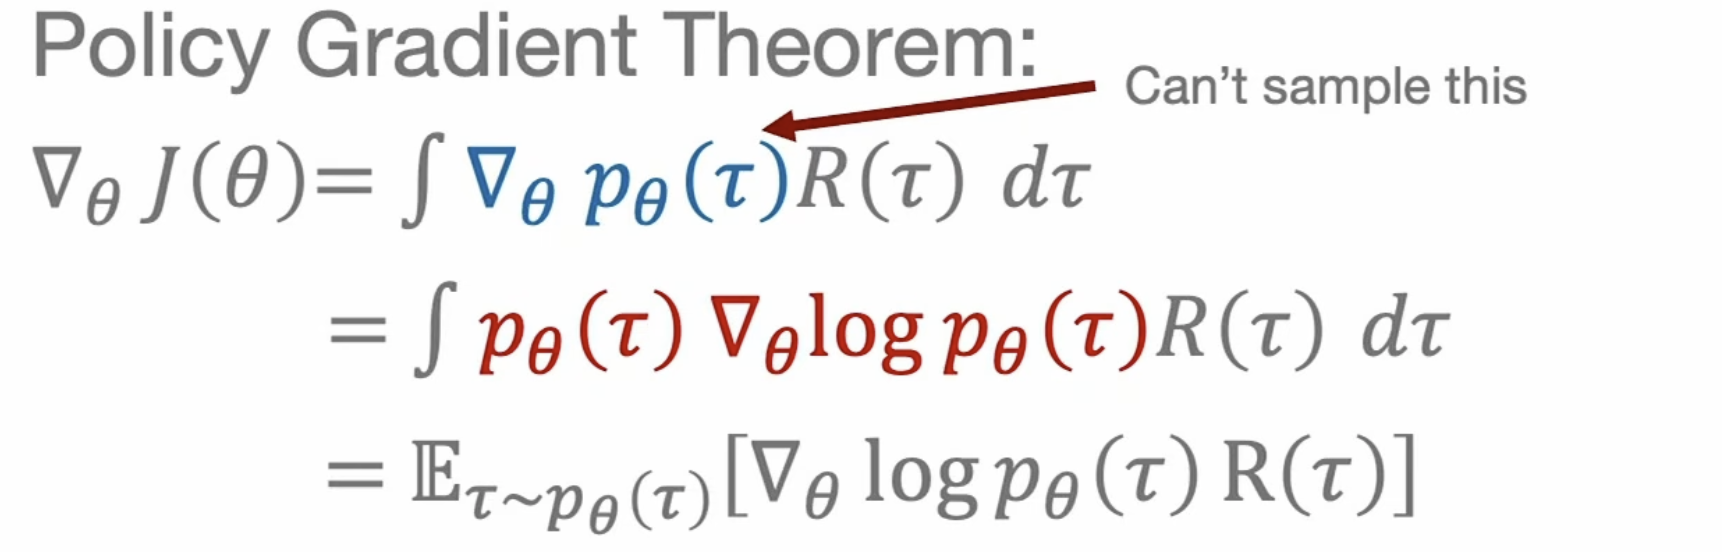 Policy Gradient Theorem:
Can't sample this
∇θ J(θ)= ∫ ∇θ pθ(τ)R(τ) dτ
= ∫ pθ(τ) ∇θlog pθ(τ)R(τ) dτ
= 𝔼τ~pθ(τ)[∇θ log pθ(τ) R(τ)]